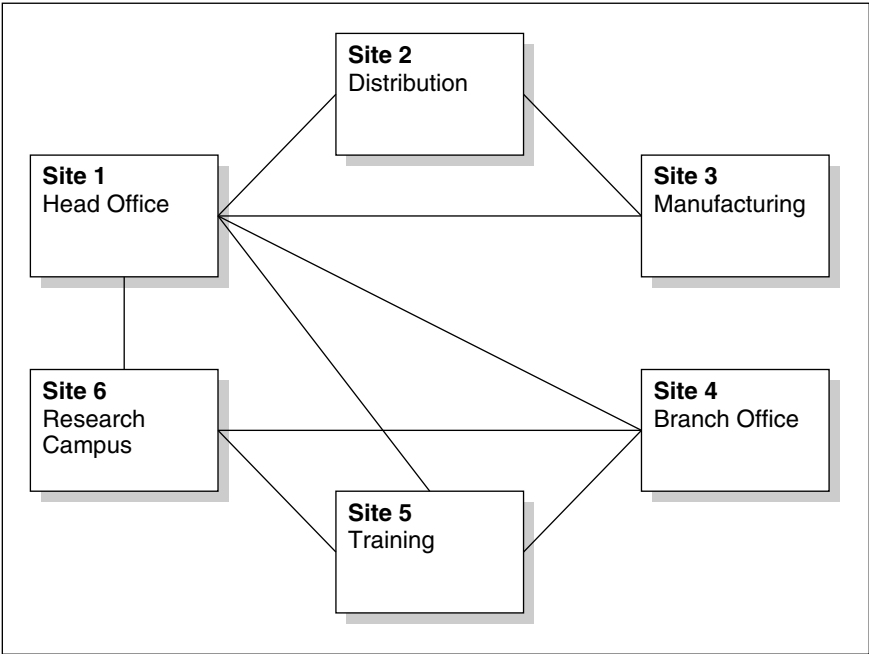 Site 2
Distribution
Site 1
Head Office
Site 3
Manufacturing
Site 6
Research
Campus
Site 4
Branch Office
Site 5
Training